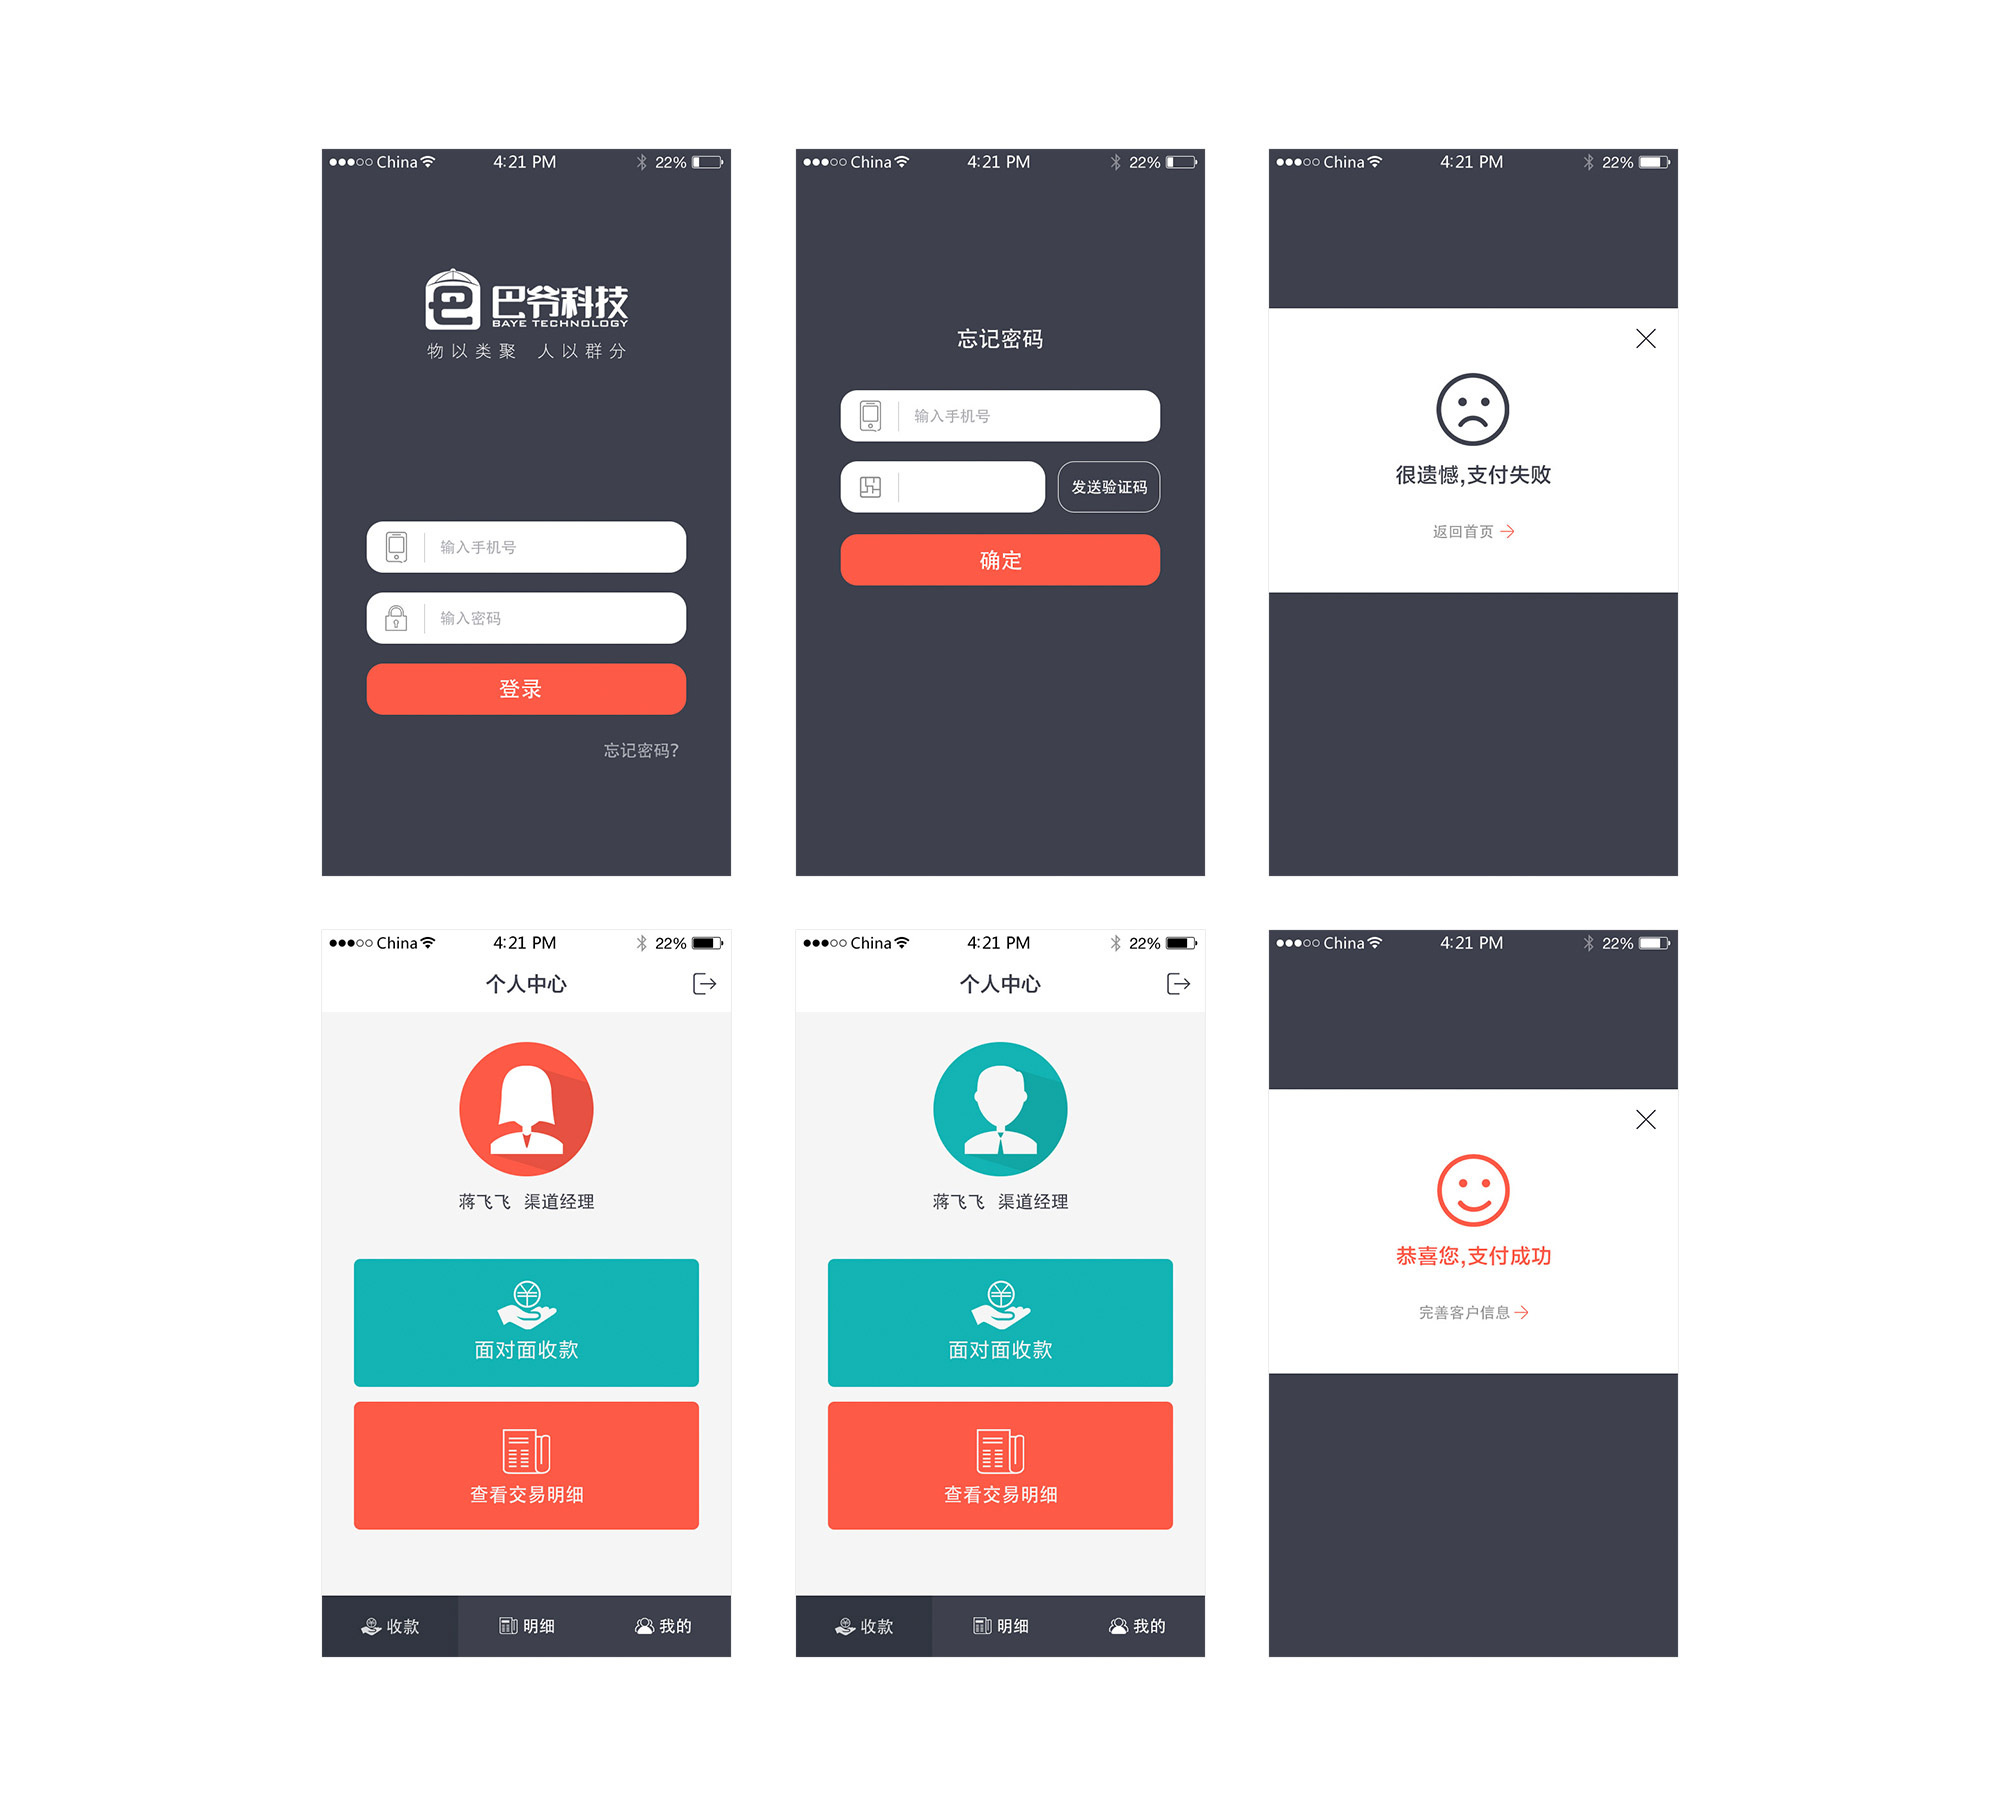 China 4:21 PM 22%
巴爷科技
BAYE TECHNOLOGY
物以类聚 人以群分
输入手机号
输入密码
登录
忘记密码?
China 4:21 PM 22%
忘记密码
输入手机号
发送验证码
确定
China 4:21 PM 22%
很遗憾,支付失败
返回首页
China 4:21 PM 22%
个人中心
蒋飞飞 渠道经理
面对面收款
查看交易明细
收款 明细 我的
China 4:21 PM 22%
个人中心
蒋飞飞 渠道经理
面对面收款
查看交易明细
收款 明细 我的
China 4:21 PM 22%
恭喜您,支付成功
完善客户信息